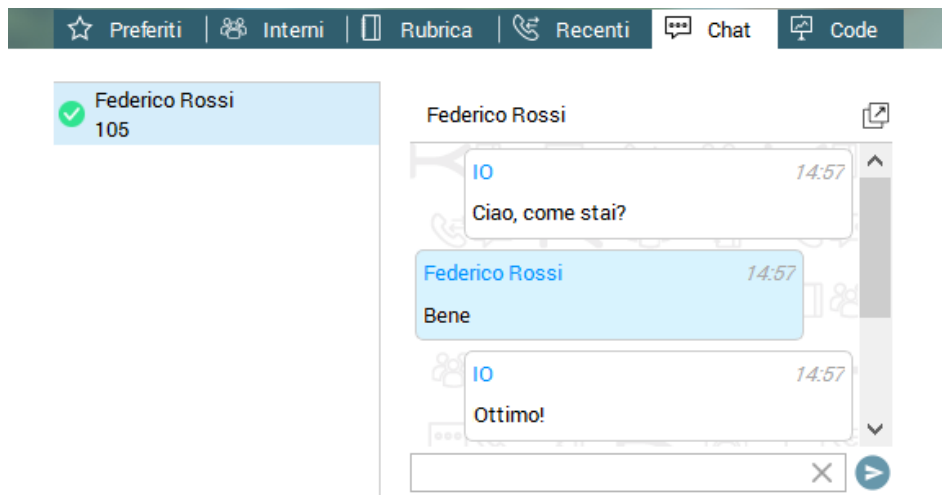 Preferiti Interni Rubrica Recenti Chat Code
Federico Rossi
105
Federico Rossi
IO 14:57
Ciao, come stai?
Federico Rossi 14:57
Bene
IO 14:57
Ottimo!